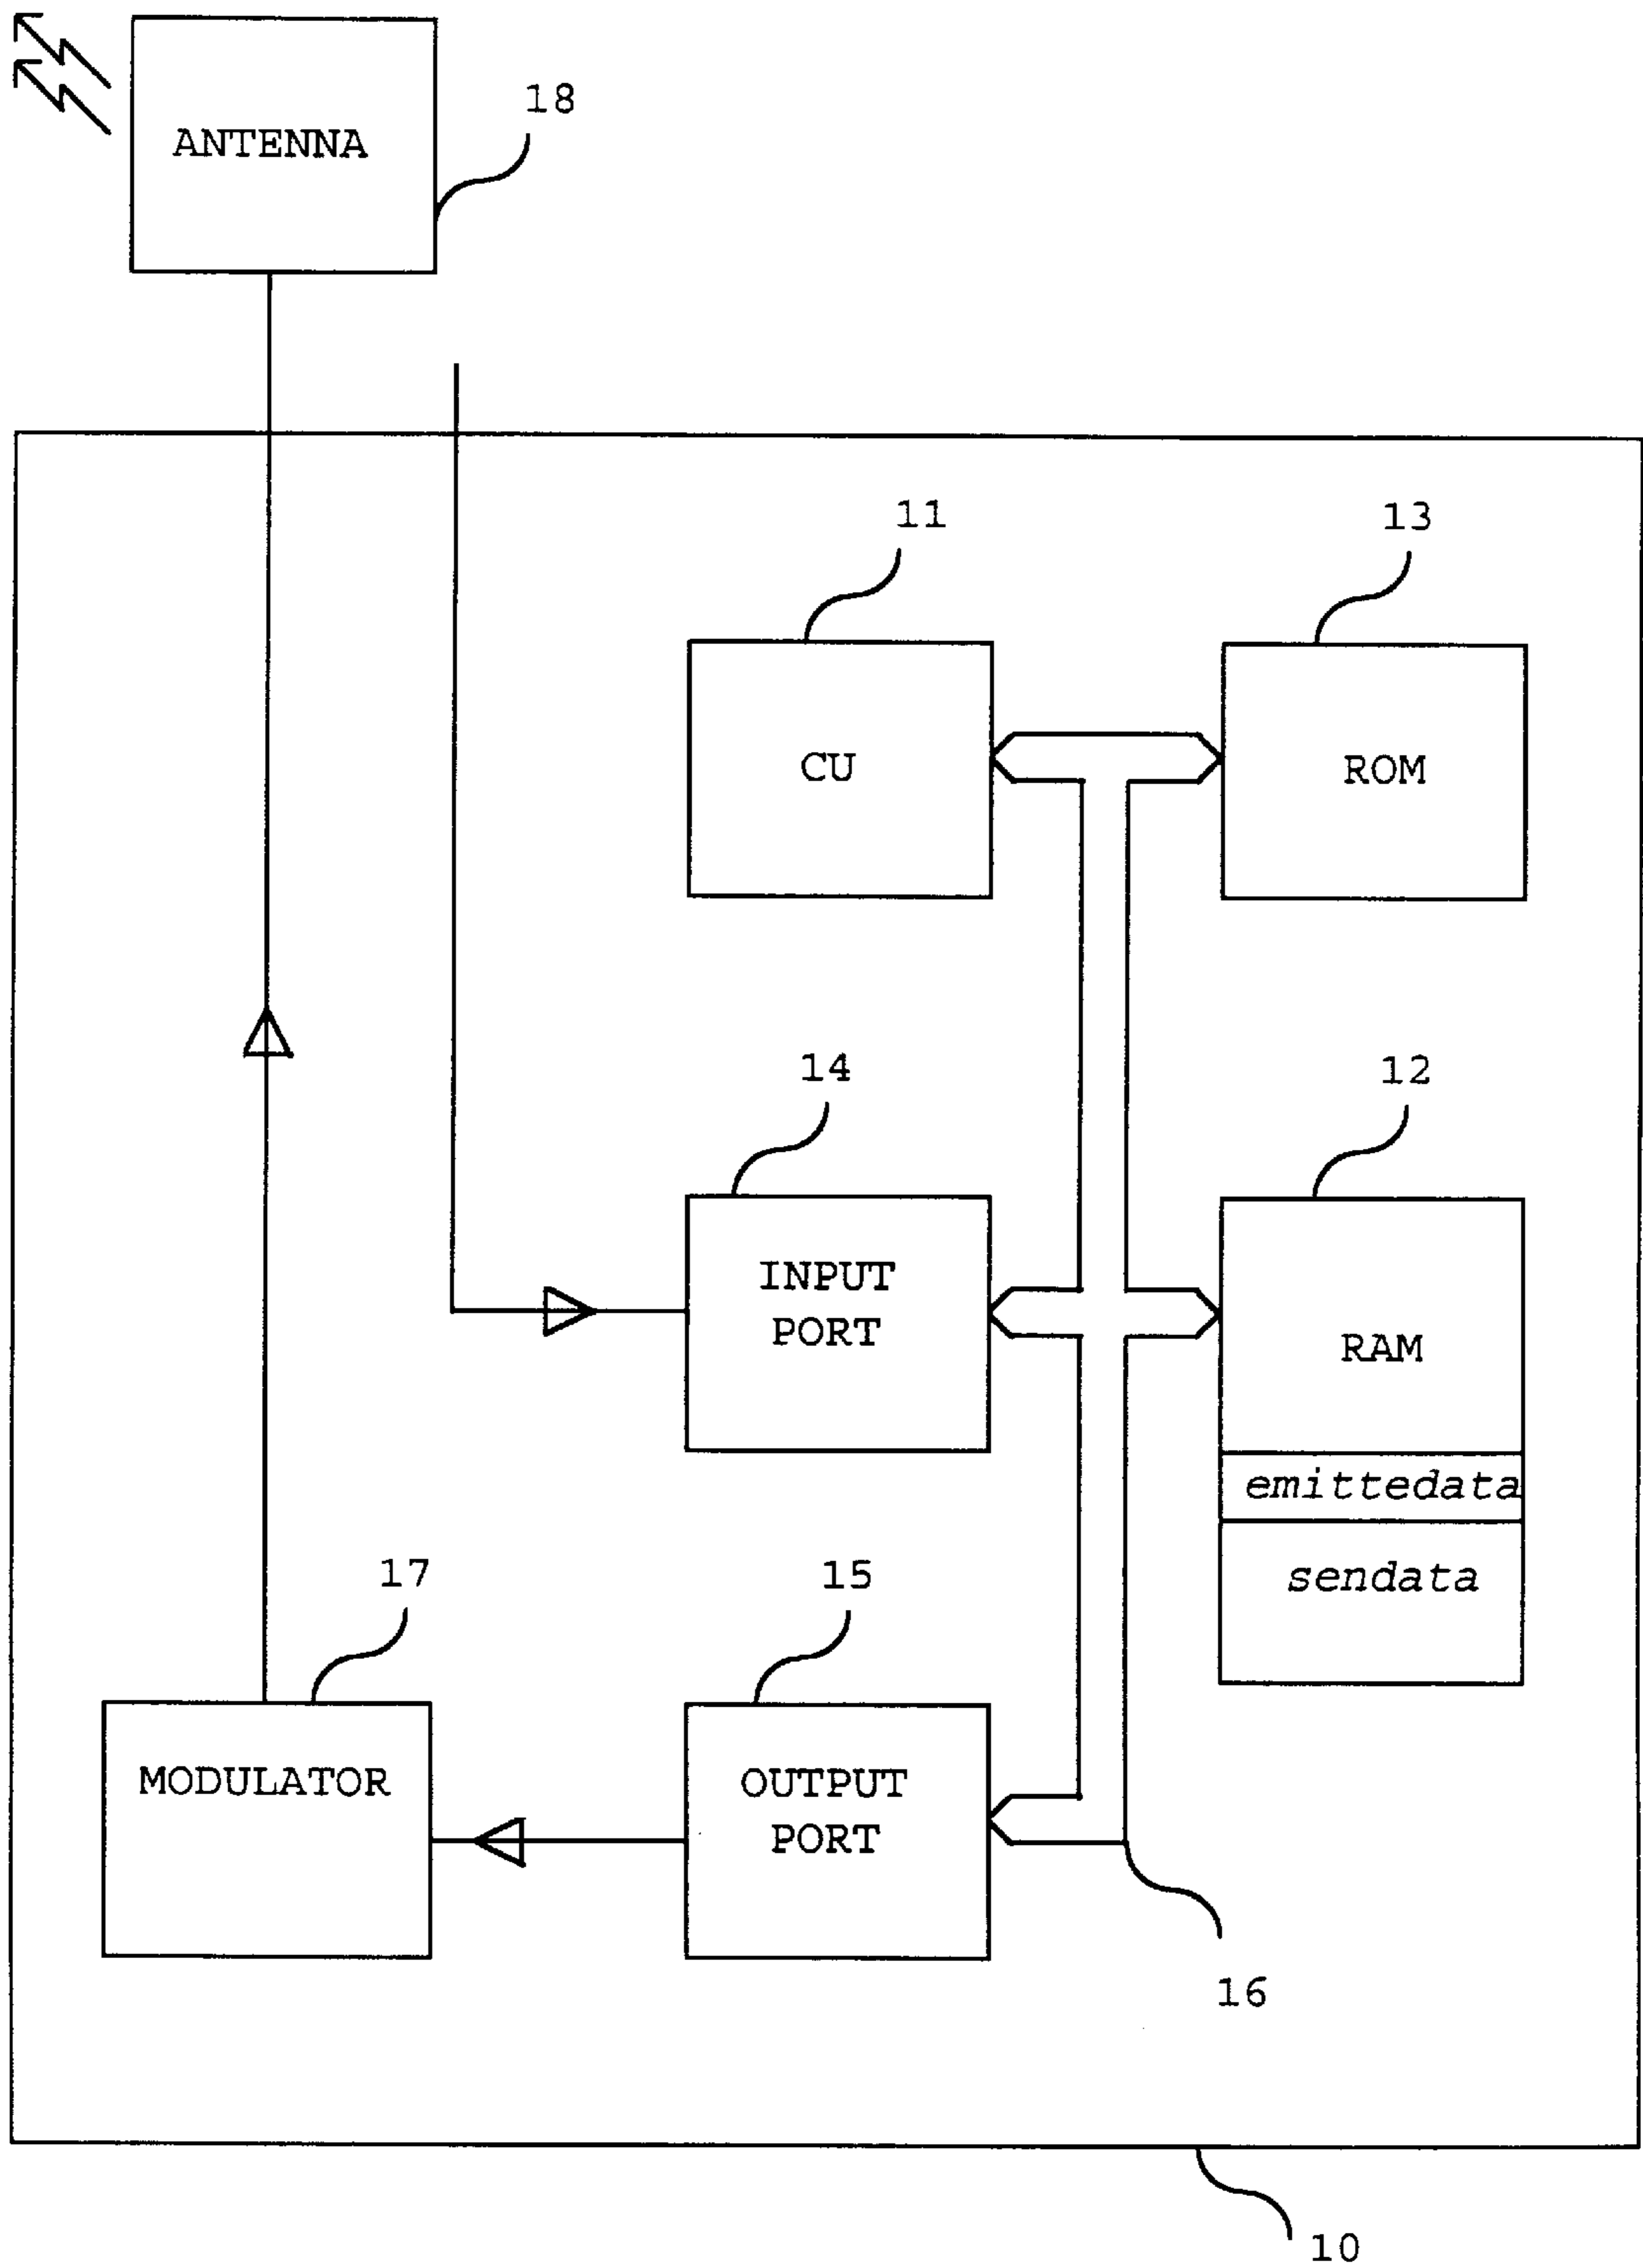 18
ANTENNA
11
13
CU
ROM
14
12
INPUT
PORT
RAM
emittedata
sendata
17
15
MODULATOR
OUTPUT
PORT
16
10